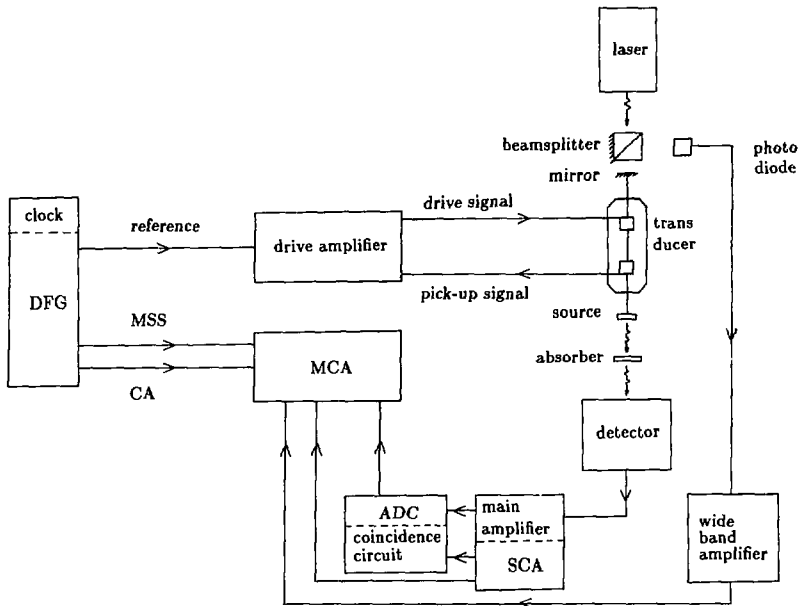 laser
beamsplitter
photo
diode
mirror
clock
reference
drive signal
trans
ducer
drive amplifier
DFG
pick-up signal
MSS
source
MCA
absorber
CA
detector
ADC
main
amplifier
coincidence
circuit
SCA
wide
band
amplifier